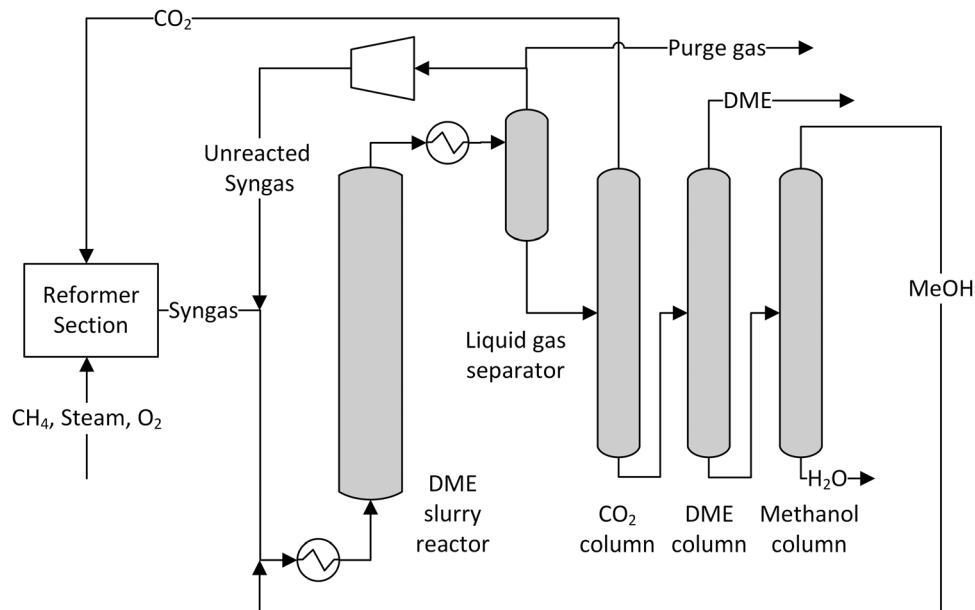 CO₂
Purge gas
DME
Unreacted
Syngas
Reformer
Section
Syngas
MeOH
Liquid gas
separator
CH₄, Steam, O₂
DME
slurry
reactor
H₂O
CO₂
column
DME
column
Methanol
column